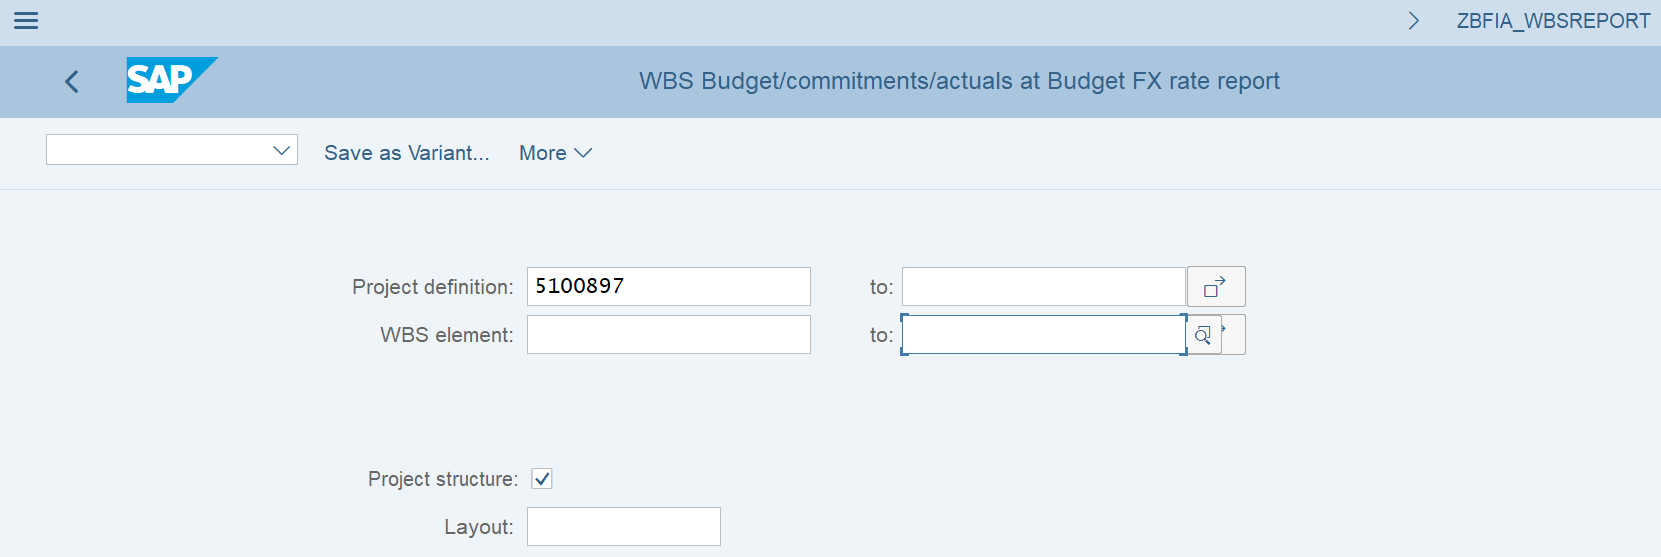 ZBFIA_WBSREPORT
SAP WBS Budget/commitments/actuals at Budget FX rate report
Save as Variant... More
Project definition: 5100897 to:
WBS element: to:
Project structure:
Layout: